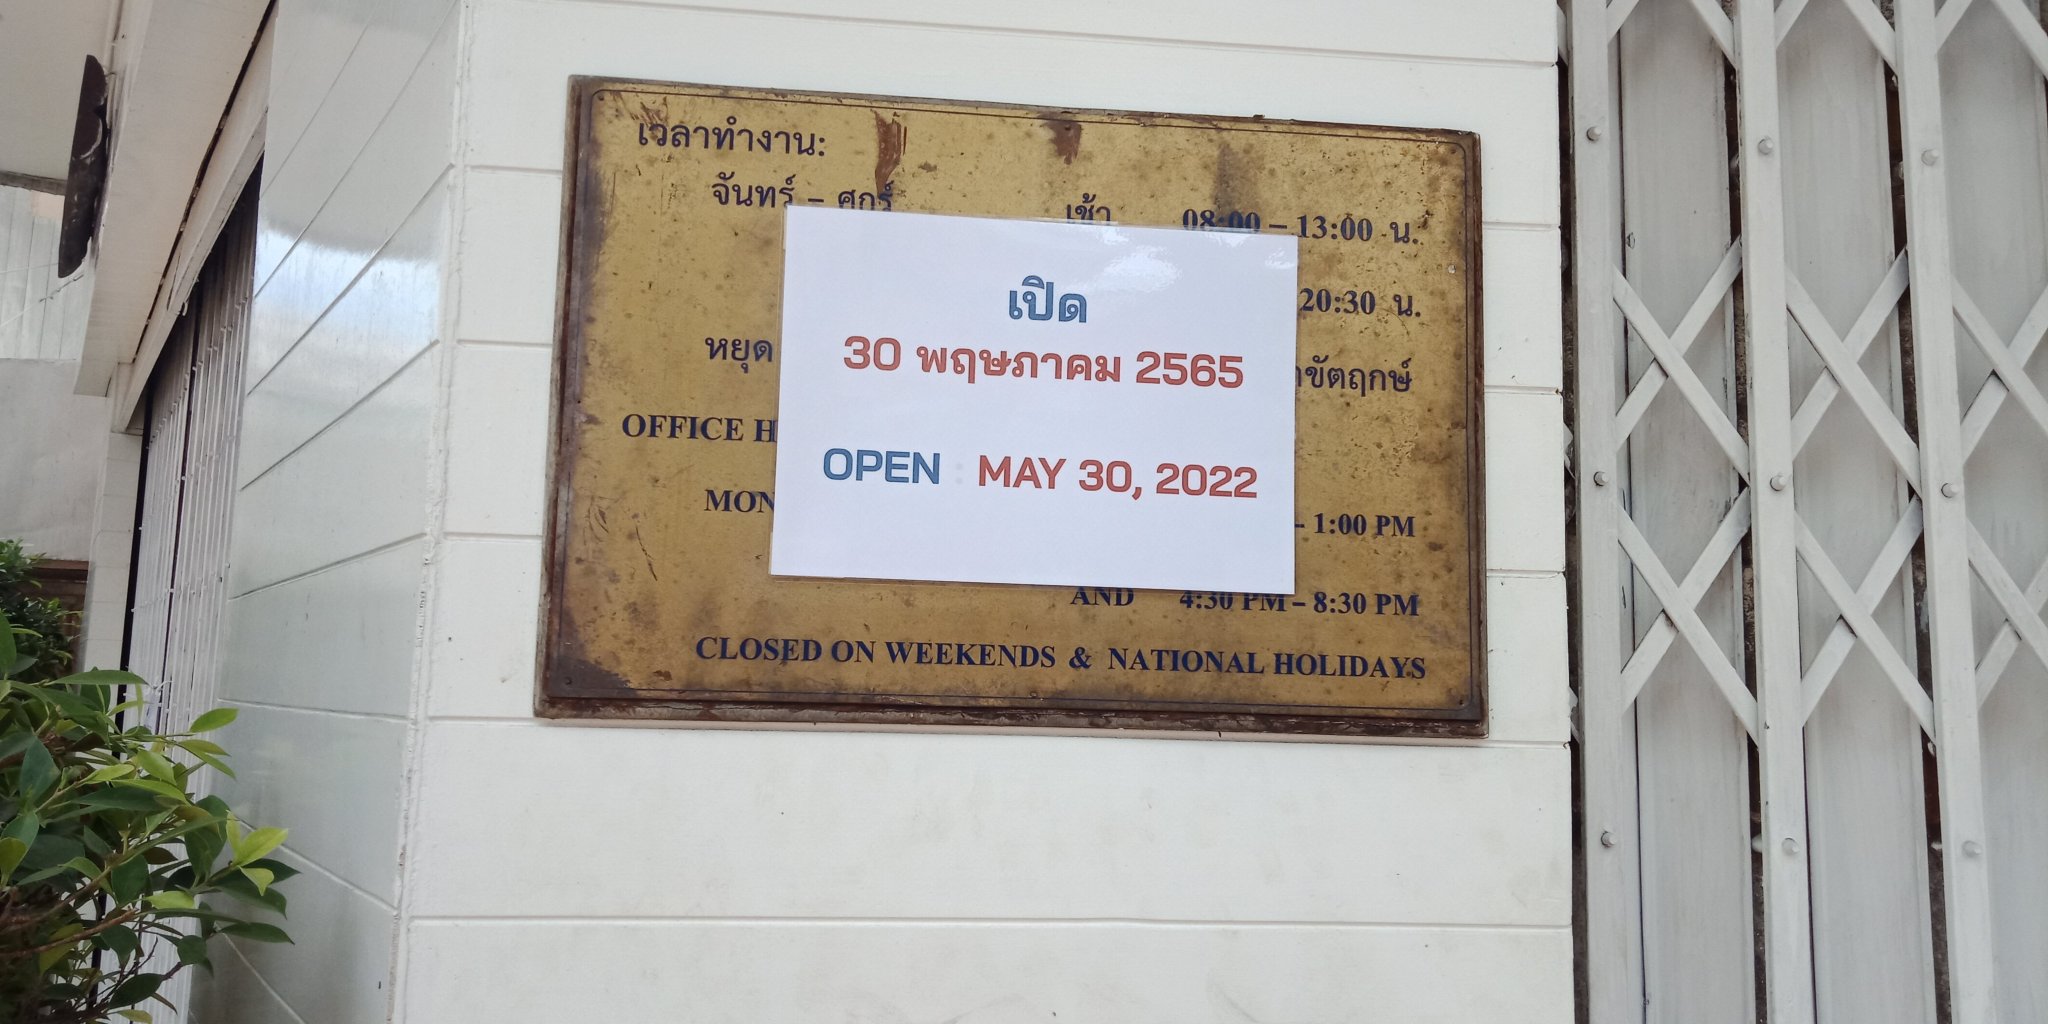 เวลาทำงาน:
จันทร์ – ศุกร์ เช้า 08:00 – 13:00 น.
20:30 น.
หยุด ขัตฤกษ์
เปิด
30 พฤษภาคม 2565
OPEN : MAY 30, 2022
OFFICE H
MON – 1:00 PM
AND 4:30 PM – 8:30 PM
CLOSED ON WEEKENDS & NATIONAL HOLIDAYS